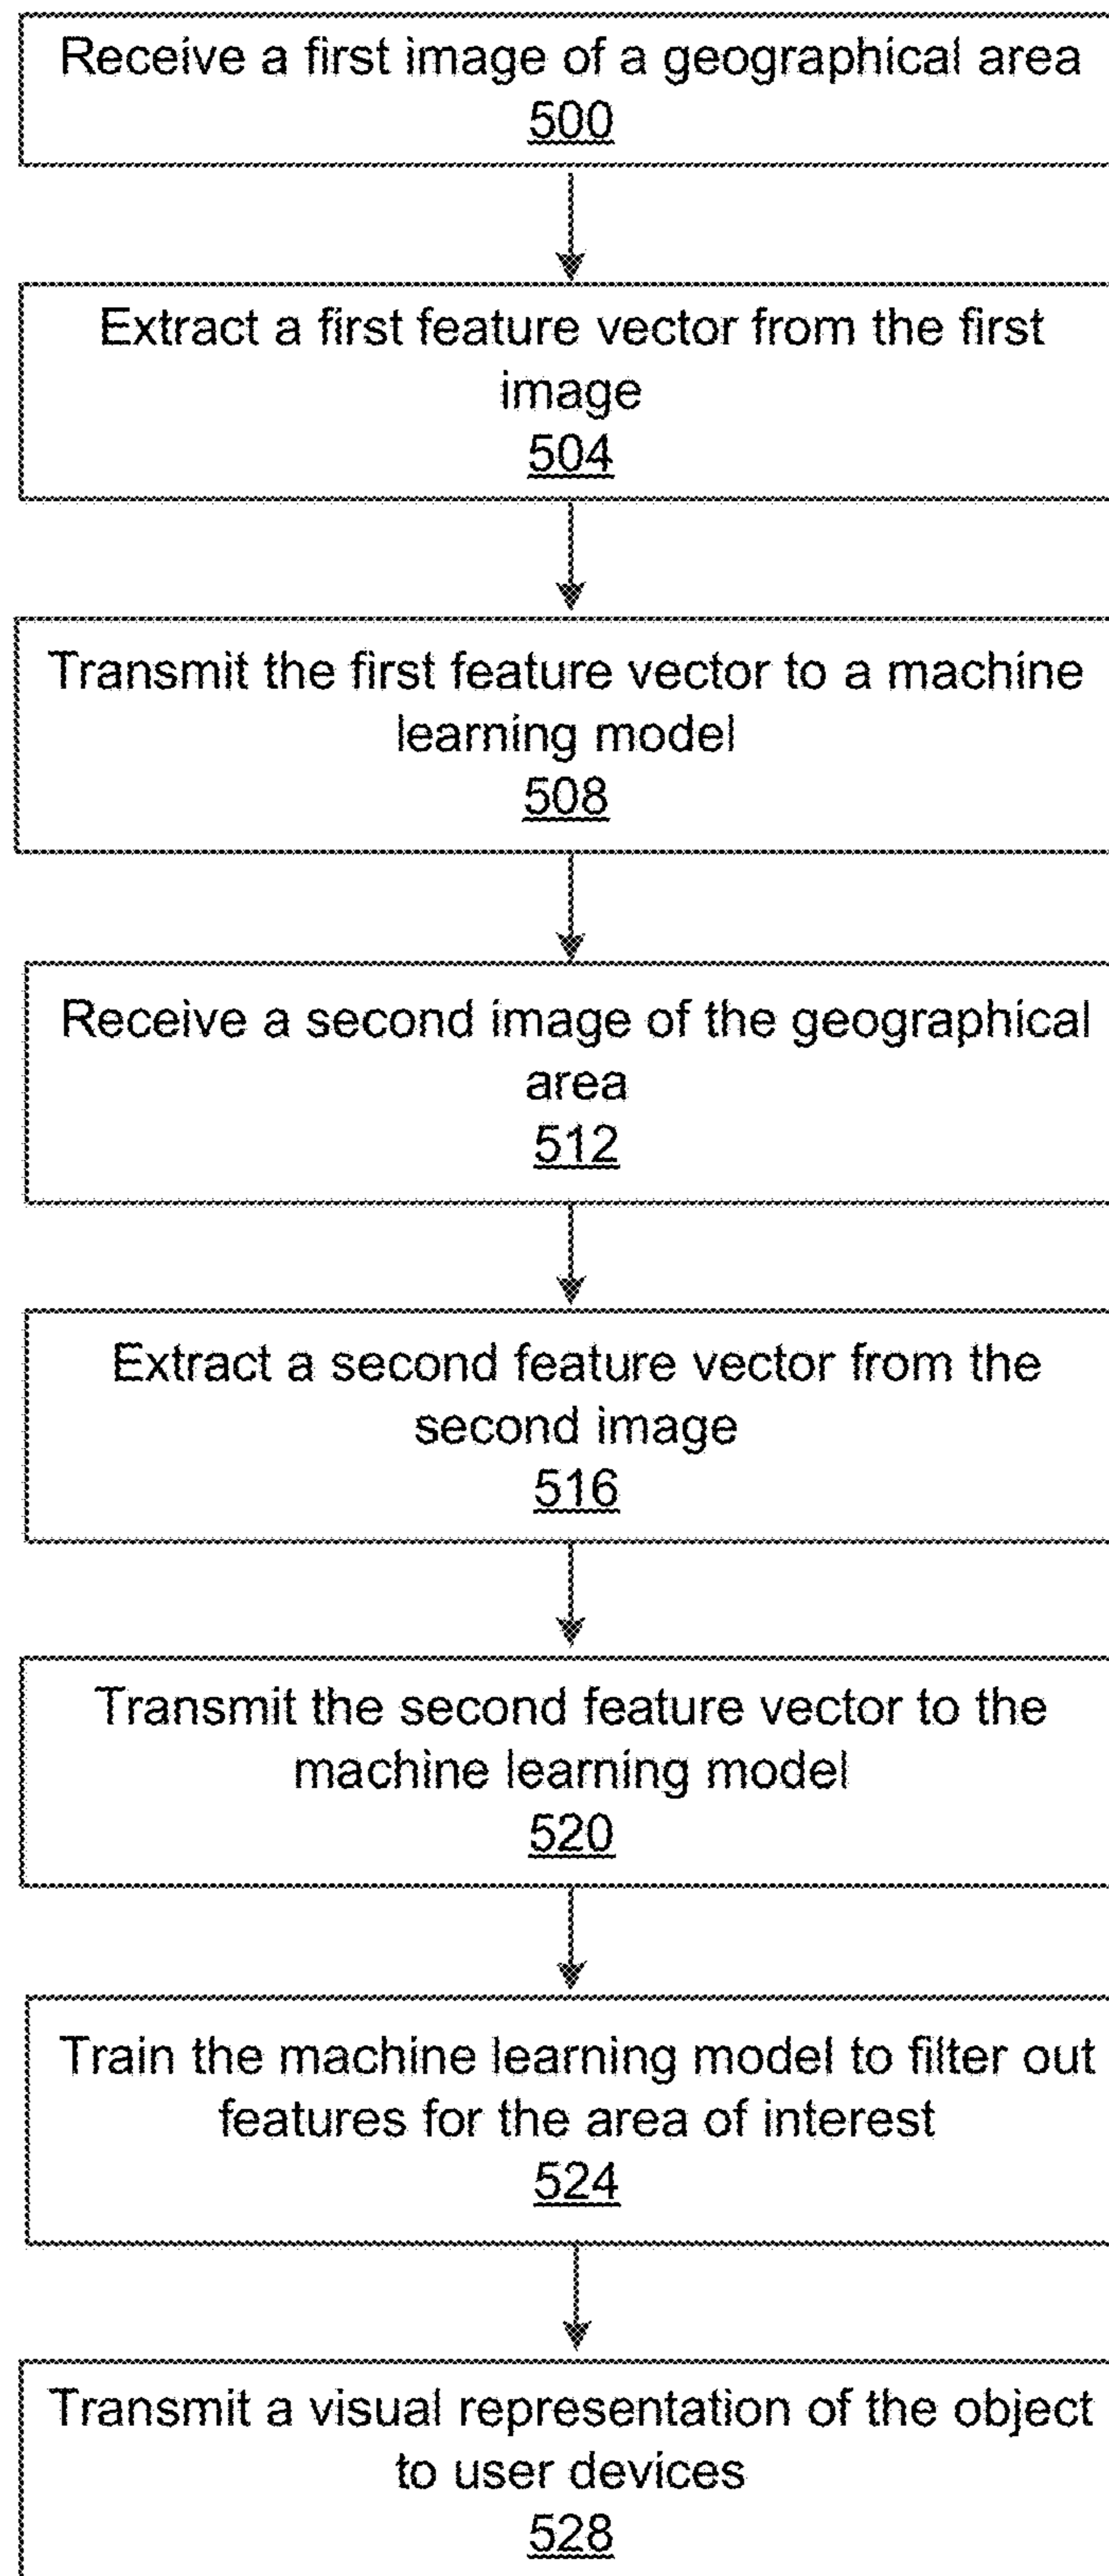 Receive a first image of a geographical area
500
Extract a first feature vector from the first
image
504
Transmit the first feature vector to a machine
learning model
508
Receive a second image of the geographical
area
512
Extract a second feature vector from the
second image
516
Transmit the second feature vector to the
machine learning model
520
Train the machine learning model to filter out
features for the area of interest
524
Transmit a visual representation of the object
to user devices
528